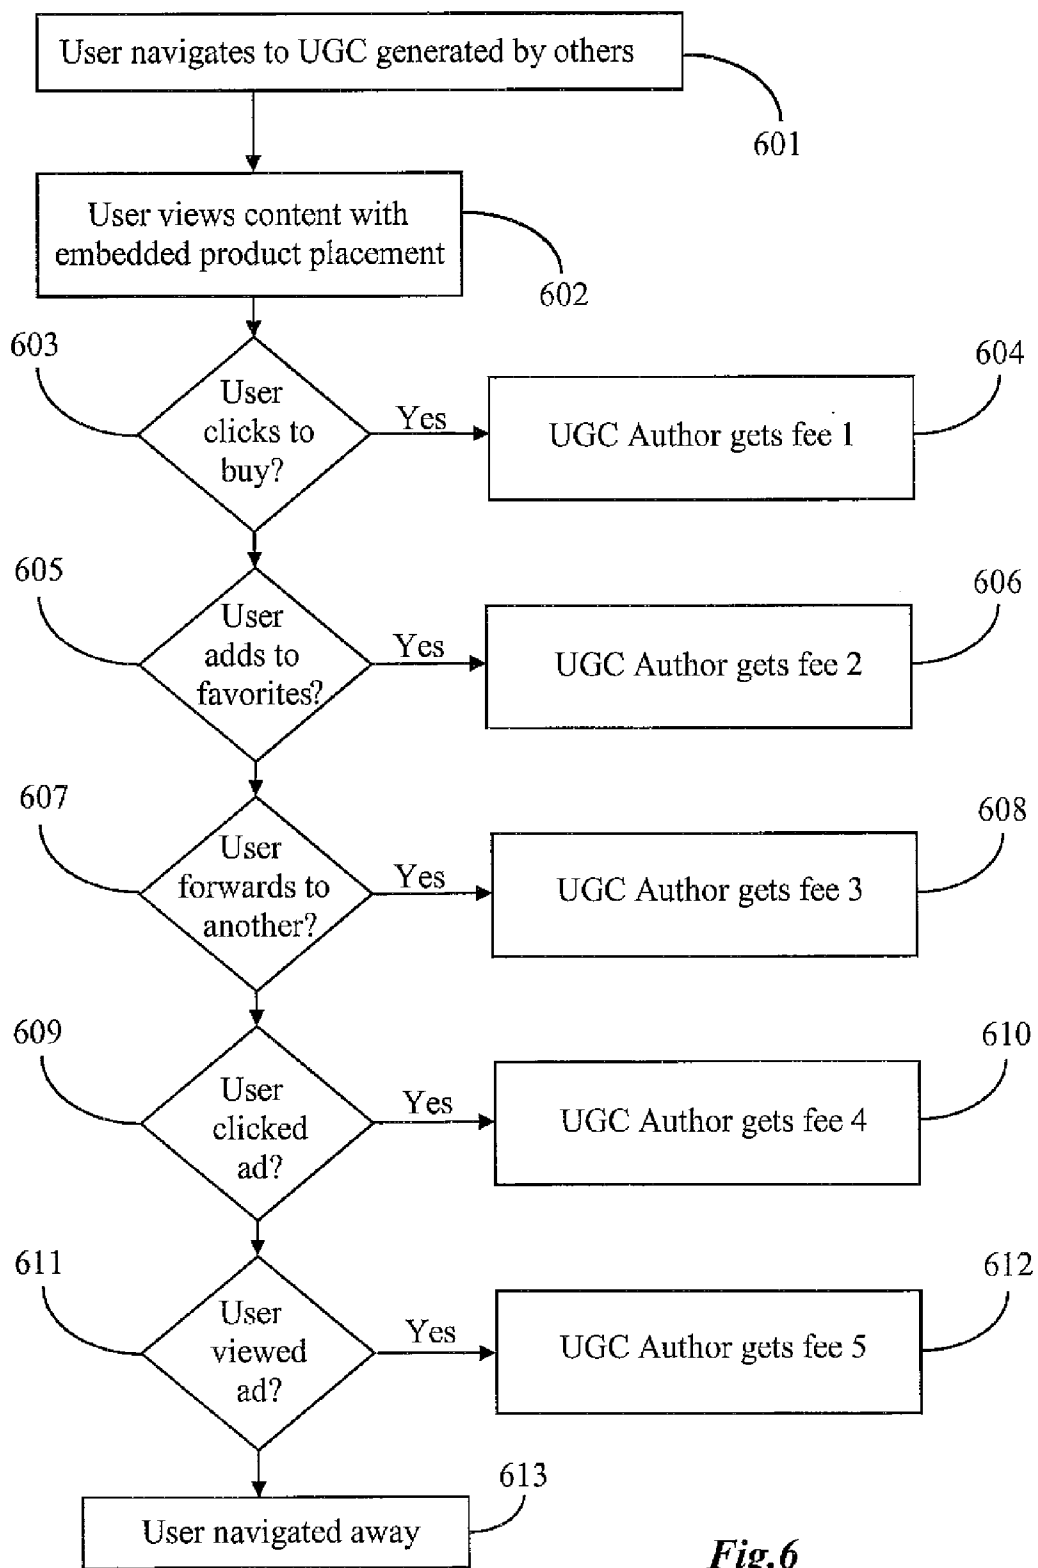 User navigates to UGC generated by others
601
User views content with
embedded product placement
602
603
User
clicks to
buy?
Yes
UGC Author gets fee 1
604
605
User
adds to
favorites?
Yes
UGC Author gets fee 2
606
607
User
forwards to
another?
Yes
UGC Author gets fee 3
608
609
User
clicked
ad?
Yes
UGC Author gets fee 4
610
611
User
viewed
ad?
Yes
UGC Author gets fee 5
612
User navigated away
613
Fig.6